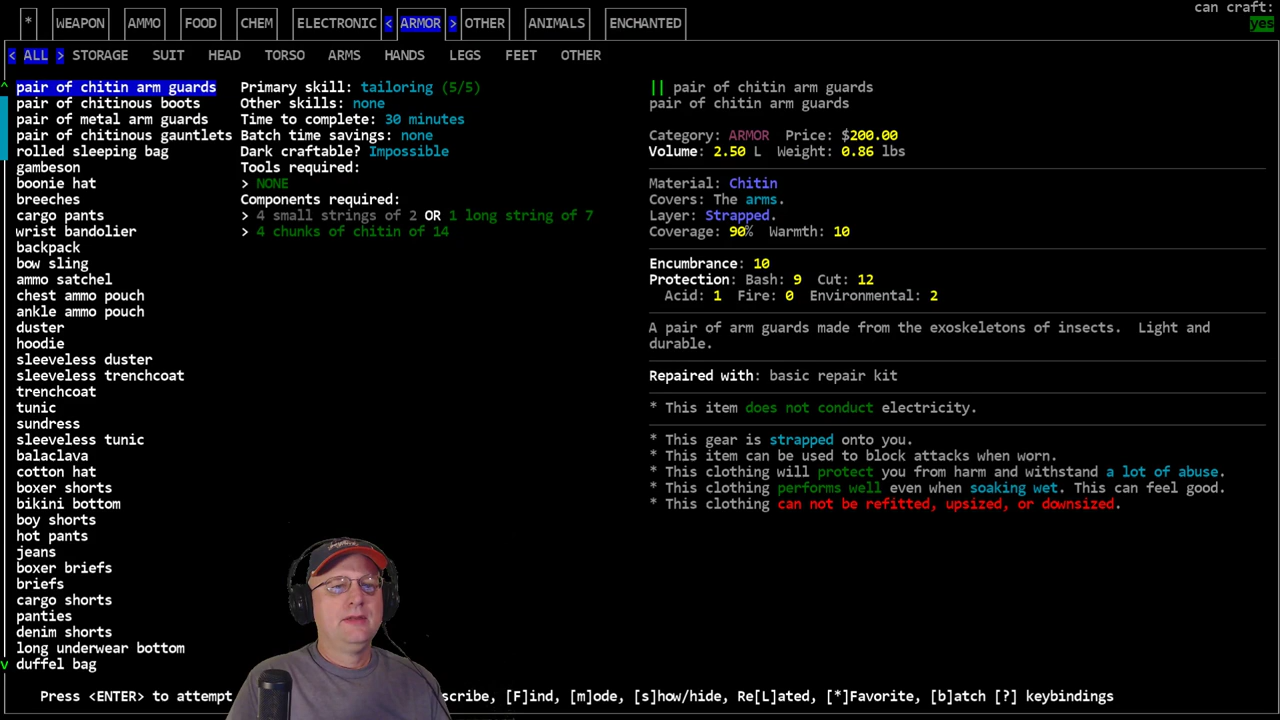 can craft:
* WEAPON AMMO FOOD CHEM ELECTRONIC < ARMOR > OTHER ANIMALS ENCHANTED yes
< ALL > STORAGE SUIT HEAD TORSO ARMS HANDS LEGS FEET OTHER
^ pair of chitin arm guards
pair of chitinous boots
pair of metal arm guards
pair of chitinous gauntlets
rolled sleeping bag
gambeson
boonie hat
breeches
cargo pants
wrist bandolier
backpack
bow sling
ammo satchel
chest ammo pouch
ankle ammo pouch
duster
hoodie
sleeveless duster
sleeveless trenchcoat
trenchcoat
tunic
sundress
sleeveless tunic
balaclava
cotton hat
boxer shorts
bikini bottom
boy shorts
hot pants
jeans
boxer briefs
briefs
cargo shorts
panties
denim shorts
long underwear bottom
v duffel bag
Primary skill: tailoring (5/5)
Other skills: none
Time to complete: 30 minutes
Batch time savings: none
Dark craftable? Impossible
Tools required:
> NONE
Components required:
> 4 small strings of 2 OR 1 long string of 7
> 4 chunks of chitin of 14
|| pair of chitin arm guards
pair of chitin arm guards
Category: ARMOR Price: $200.00
Volume: 2.50 L Weight: 0.86 lbs
Material: Chitin
Covers: The arms.
Layer: Strapped.
Coverage: 90% Warmth: 10
Encumbrance: 10
Protection: Bash: 9 Cut: 12
Acid: 1 Fire: 0 Environmental: 2
A pair of arm guards made from the exoskeletons of insects. Light and
durable.
Repaired with: basic repair kit
* This item does not conduct electricity.
* This gear is strapped onto you.
* This item can be used to block attacks when worn.
* This clothing will protect you from harm and withstand a lot of abuse.
* This clothing performs well even when soaking wet. This can feel good.
* This clothing can not be refitted, upsized, or downsized.
Press <ENTER> to attempt scribe, [F]ind, [m]ode, [s]how/hide, Re[L]ated, [*]Favorite, [b]atch [?] keybindings